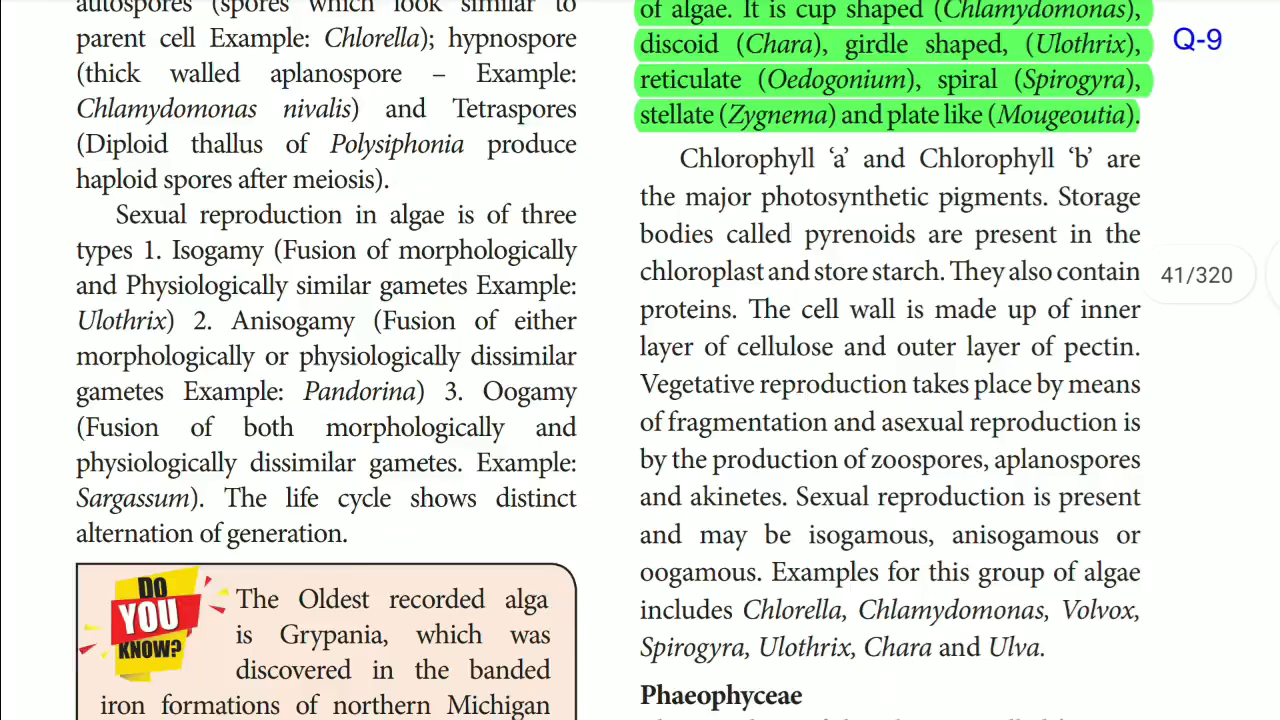 autospores (spores which look similar to
parent cell Example: Chlorella); hypnospore
(thick walled aplanospore – Example:
Chlamydomonas nivalis) and Tetraspores
(Diploid thallus of Polysiphonia produce
haploid spores after meiosis).
Sexual reproduction in algae is of three
types 1. Isogamy (Fusion of morphologically
and Physiologically similar gametes Example:
Ulothrix) 2. Anisogamy (Fusion of either
morphologically or physiologically dissimilar
gametes Example: Pandorina) 3. Oogamy
(Fusion of both morphologically and
physiologically dissimilar gametes. Example:
Sargassum). The life cycle shows distinct
alternation of generation.
DO
YOU
KNOW?
The Oldest recorded alga
is Grypania, which was
discovered in the banded
iron formations of northern Michigan
of algae. It is cup shaped (Chlamydomonas),
discoid (Chara), girdle shaped, (Ulothrix),
reticulate (Oedogonium), spiral (Spirogyra),
stellate (Zygnema) and plate like (Mougeoutia).
Q-9
Chlorophyll ‘a’ and Chlorophyll ‘b’ are
the major photosynthetic pigments. Storage
bodies called pyrenoids are present in the
chloroplast and store starch. They also contain
proteins. The cell wall is made up of inner
layer of cellulose and outer layer of pectin.
Vegetative reproduction takes place by means
of fragmentation and asexual reproduction is
by the production of zoospores, aplanospores
and akinetes. Sexual reproduction is present
and may be isogamous, anisogamous or
oogamous. Examples for this group of algae
includes Chlorella, Chlamydomonas, Volvox,
Spirogyra, Ulothrix, Chara and Ulva.
Phaeophyceae
41/320